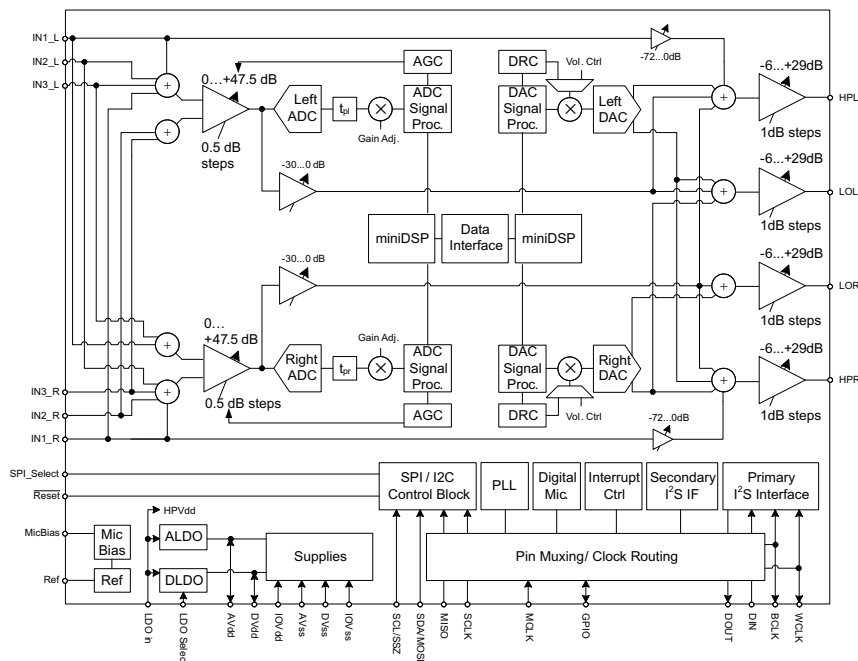 IN1_L
IN2_L
IN3_L
0…+47.5 dB
0.5 dB
steps
Left
ADC
tpl
Gain Adj.
AGC
ADC
Signal
Proc.
DRC
Vol. Ctrl
DAC
Signal
Proc.
Left
DAC
-72...0dB
-6...+29dB
HPL
1dB steps
-30...0 dB
-6...+29dB
LOL
1dB steps
miniDSP
Data
Interface
miniDSP
-30...0 dB
-6...+29dB
LOR
1dB steps
0…
+47.5 dB
0.5 dB steps
Right
ADC
tpr
Gain Adj.
ADC
Signal
Proc.
AGC
DAC
Signal
Proc.
DRC
Vol. Ctrl
Right
DAC
-72...0dB
-6...+29dB
HPR
1dB steps
IN3_R
IN2_R
IN1_R
SPI_Select
Reset
SPI / I2C
Control Block
PLL
Digital
Mic.
Interrupt
Ctrl
Secondary
I2S IF
Primary
I2S Interface
HPVdd
MicBias
Mic
Bias
Ref
Ref
ALDO
DLDO
Supplies
Pin Muxing/ Clock Routing
LDO in
LDO Select
AVdd
DVdd
IOVdd
AVss
DVss
IOVss
SCL/SSZ
SDA/MOSI
MISO
SCLK
MCLK
GPIO
DOUT
DIN
BCLK
WCLK